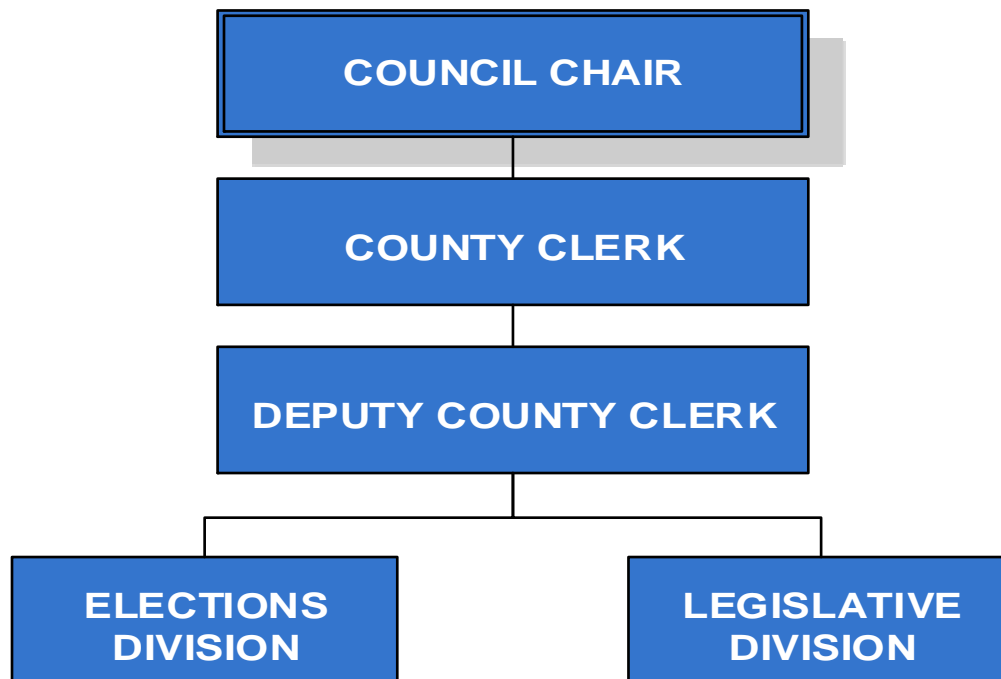 COUNCIL CHAIR
COUNTY CLERK
DEPUTY COUNTY CLERK
ELECTIONS
DIVISION
LEGISLATIVE
DIVISION